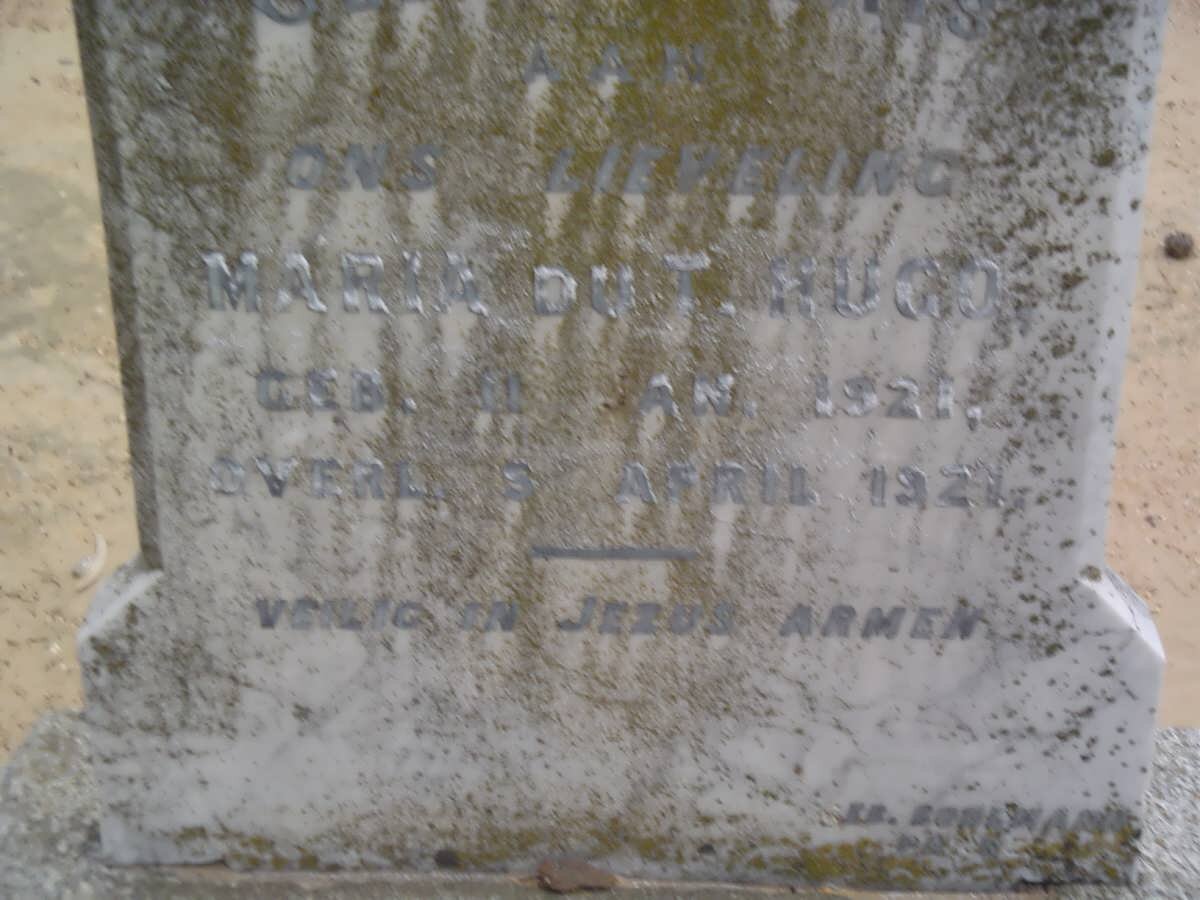 AAN
ONS LIEVELING
MARIA DU T. HUGO
GEB. 11 AN. 1921,
OVERL. 5 APRIL 1921.
VEILIG IN JEZUS ARMEN